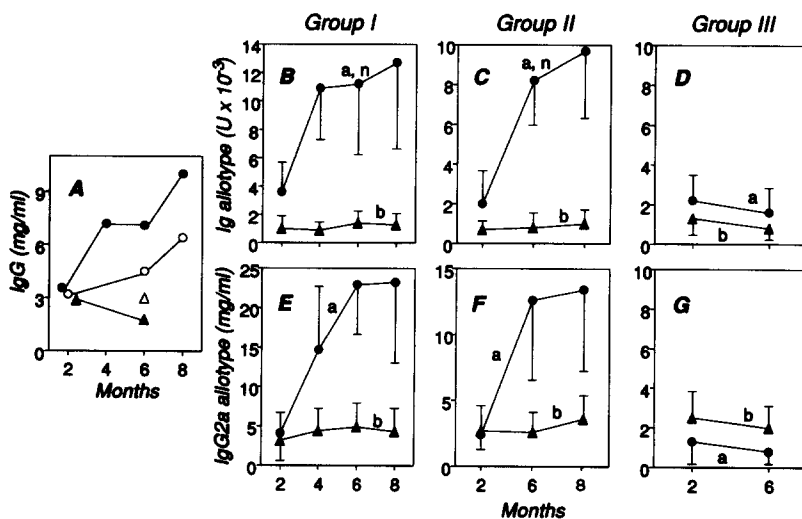 Group I Group II Group III
Ig allotype (U x 10⁻³)
14
12
10
8
6
4
2
0
B
a, n
b
10
8
6
4
2
0
C
a, n
b
10
8
6
4
2
0
D
a
b
IgG (mg/ml)
9
6
3
0
A
2 4 6 8
Months
IgG2a allotype (mg/ml)
25
20
15
10
5
0
E
a
b
2 4 6 8
15
10
5
0
F
a
b
2 4 6 8
10
8
6
4
2
0
G
b
a
2 6
Months